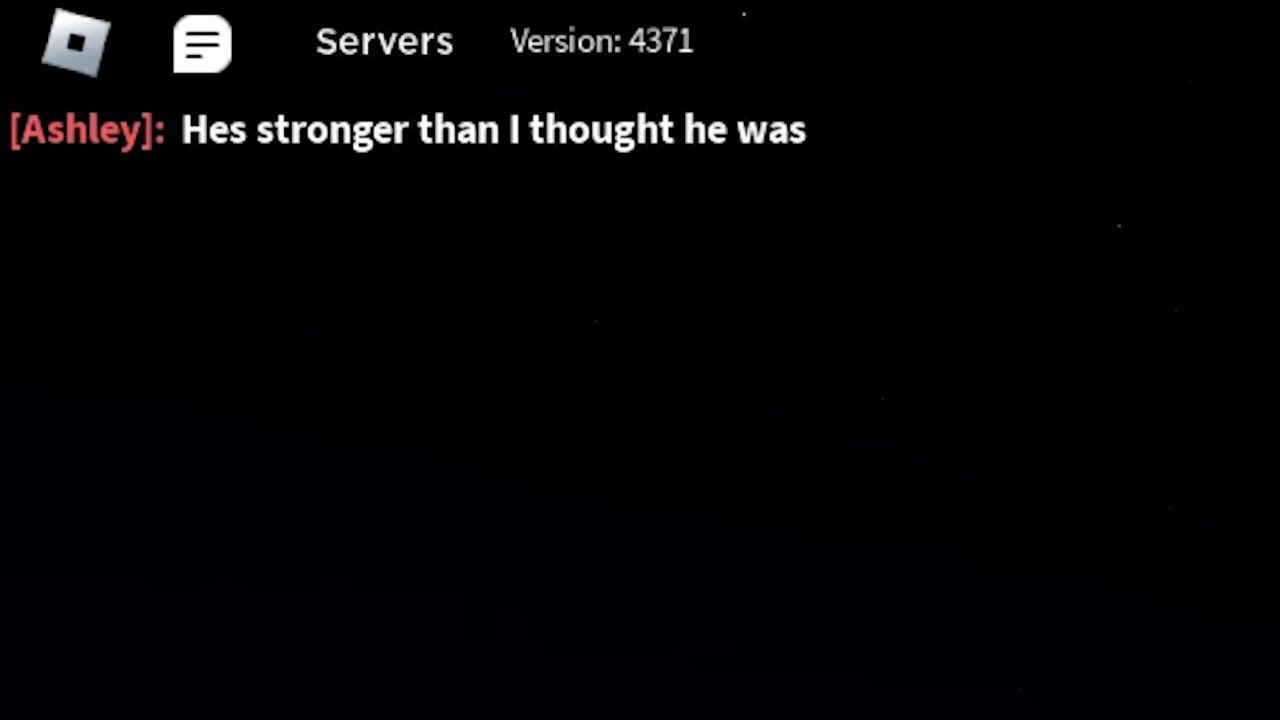 Servers Version: 4371
[Ashley]: Hes stronger than I thought he was